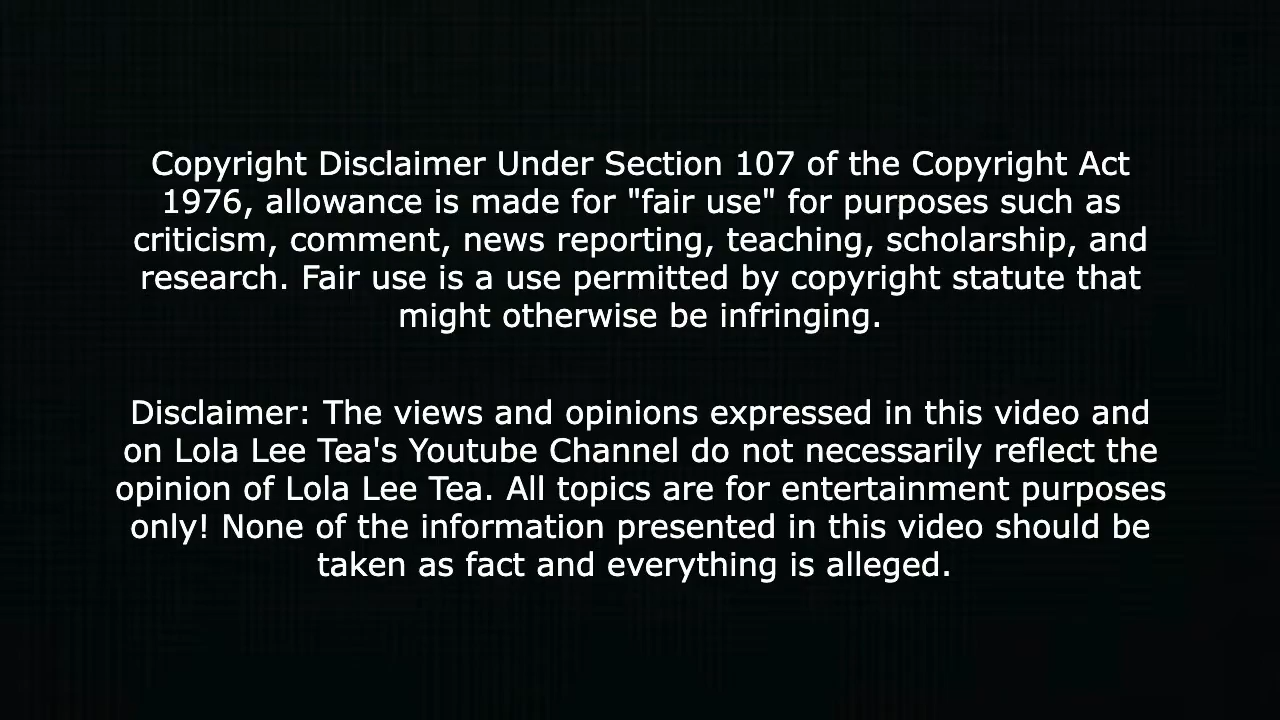 Copyright Disclaimer Under Section 107 of the Copyright Act
1976, allowance is made for "fair use" for purposes such as
criticism, comment, news reporting, teaching, scholarship, and
research. Fair use is a use permitted by copyright statute that
might otherwise be infringing.
Disclaimer: The views and opinions expressed in this video and
on Lola Lee Tea's Youtube Channel do not necessarily reflect the
opinion of Lola Lee Tea. All topics are for entertainment purposes
only! None of the information presented in this video should be
taken as fact and everything is alleged.